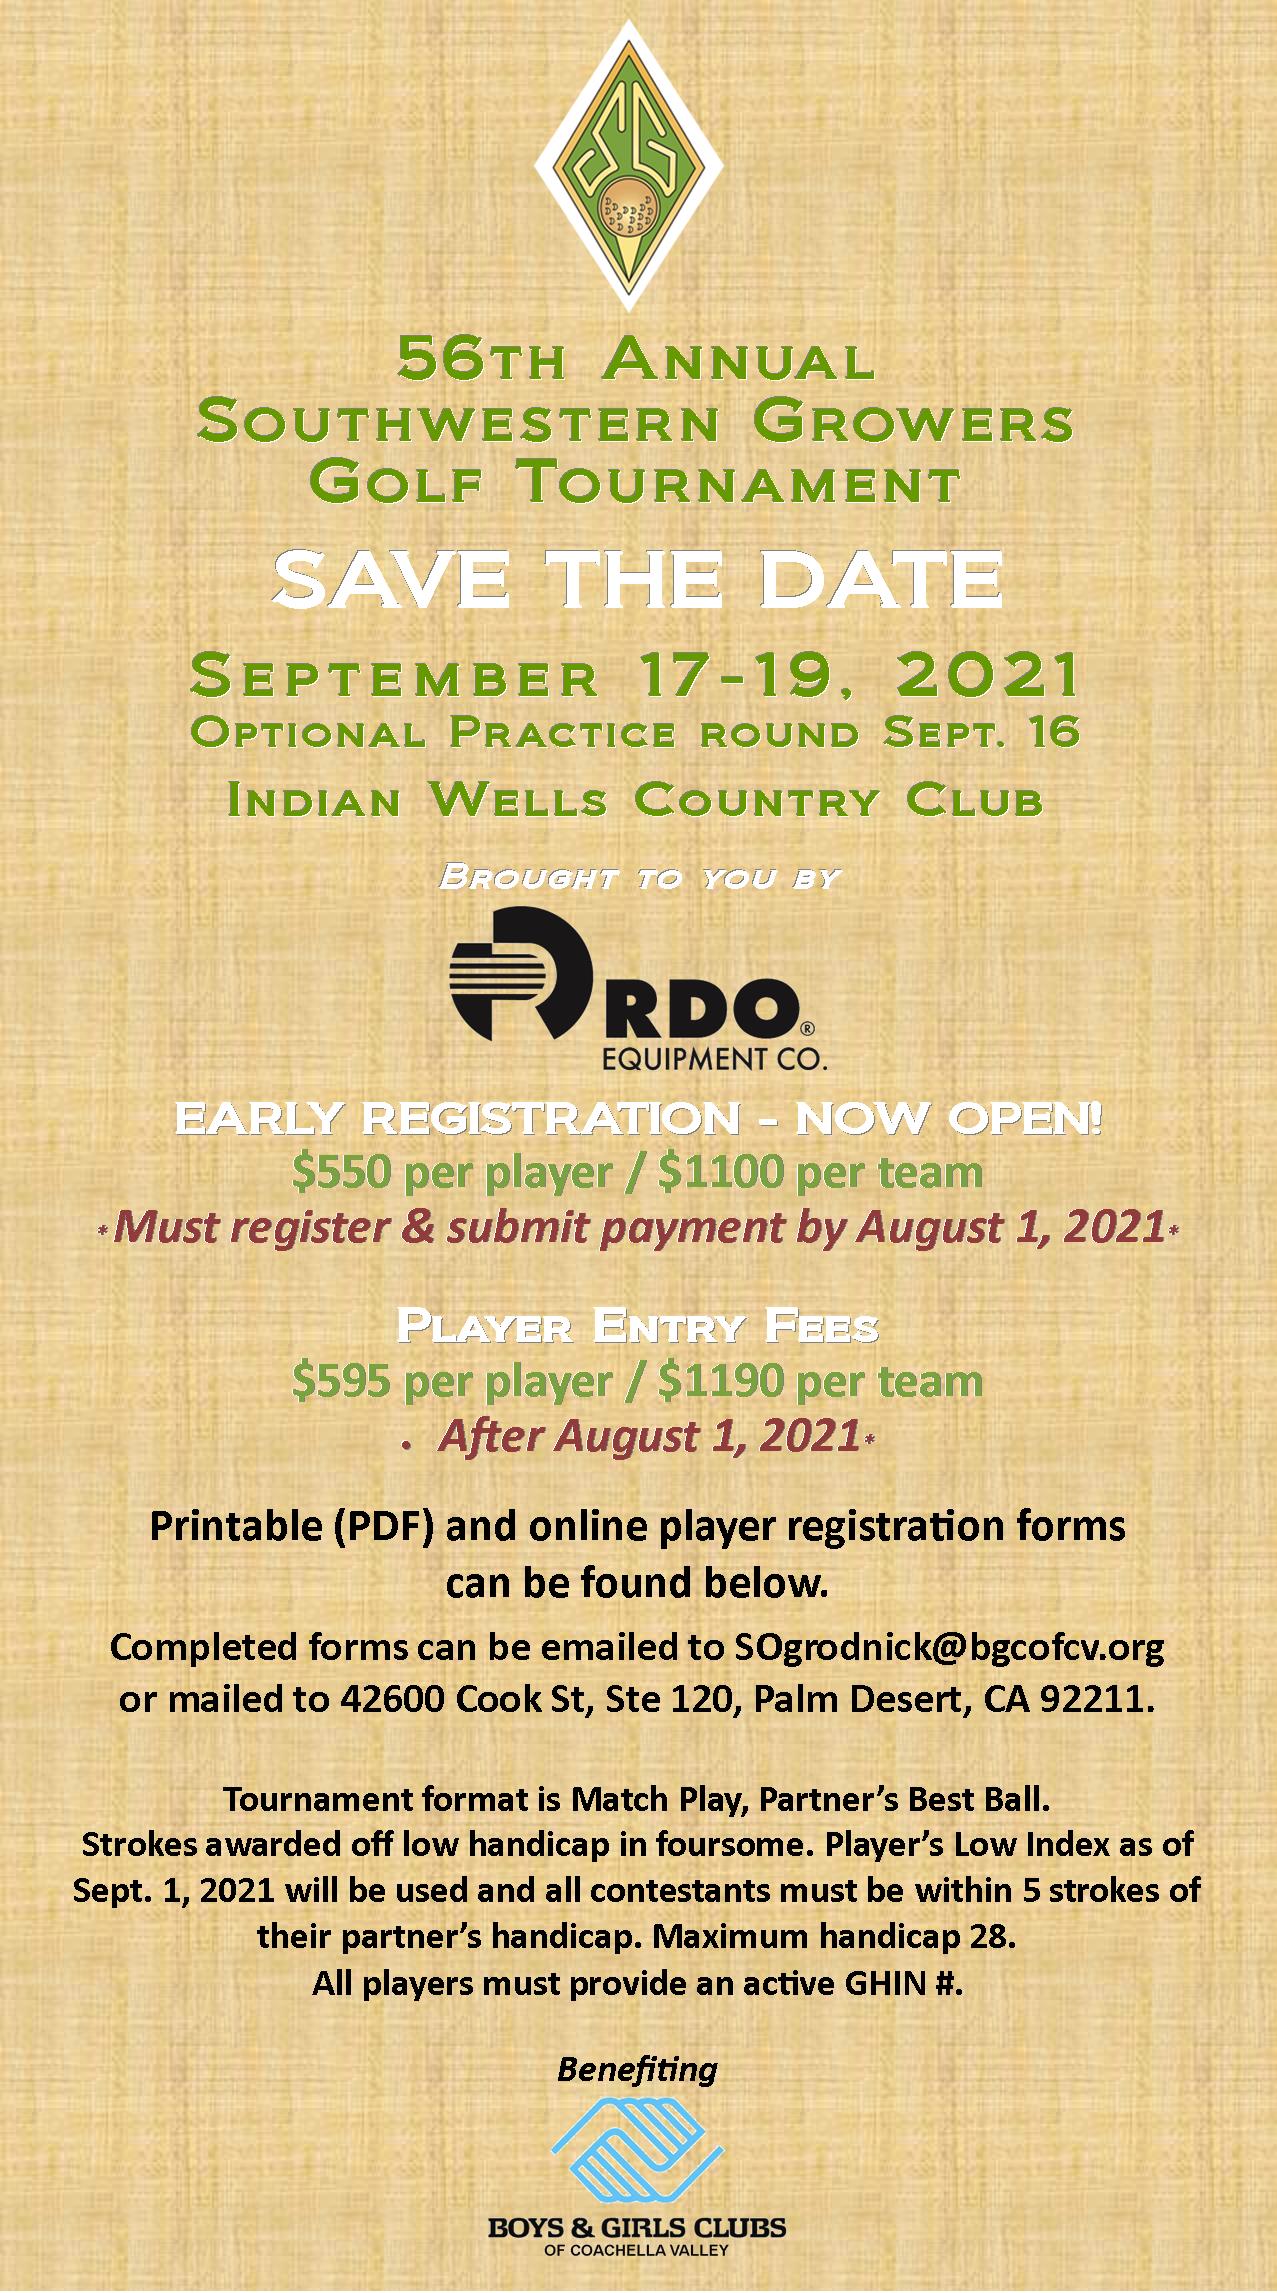 SG
56th Annual
Southwestern Growers
Golf Tournament
SAVE THE DATE
September 17-19, 2021
Optional Practice round Sept. 16
Indian Wells Country Club
Brought to you by
RDO®
EQUIPMENT CO.
EARLY REGISTRATION - NOW OPEN!
$550 per player / $1100 per team
*Must register & submit payment by August 1, 2021*
Player Entry Fees
$595 per player / $1190 per team
• After August 1, 2021*
Printable (PDF) and online player registration forms
can be found below.
Completed forms can be emailed to SOgrodnick@bgcofcv.org
or mailed to 42600 Cook St, Ste 120, Palm Desert, CA 92211.
Tournament format is Match Play, Partner’s Best Ball.
Strokes awarded off low handicap in foursome. Player’s Low Index as of
Sept. 1, 2021 will be used and all contestants must be within 5 strokes of
their partner’s handicap. Maximum handicap 28.
All players must provide an active GHIN #.
Benefiting
BOYS & GIRLS CLUBS
OF COACHELLA VALLEY